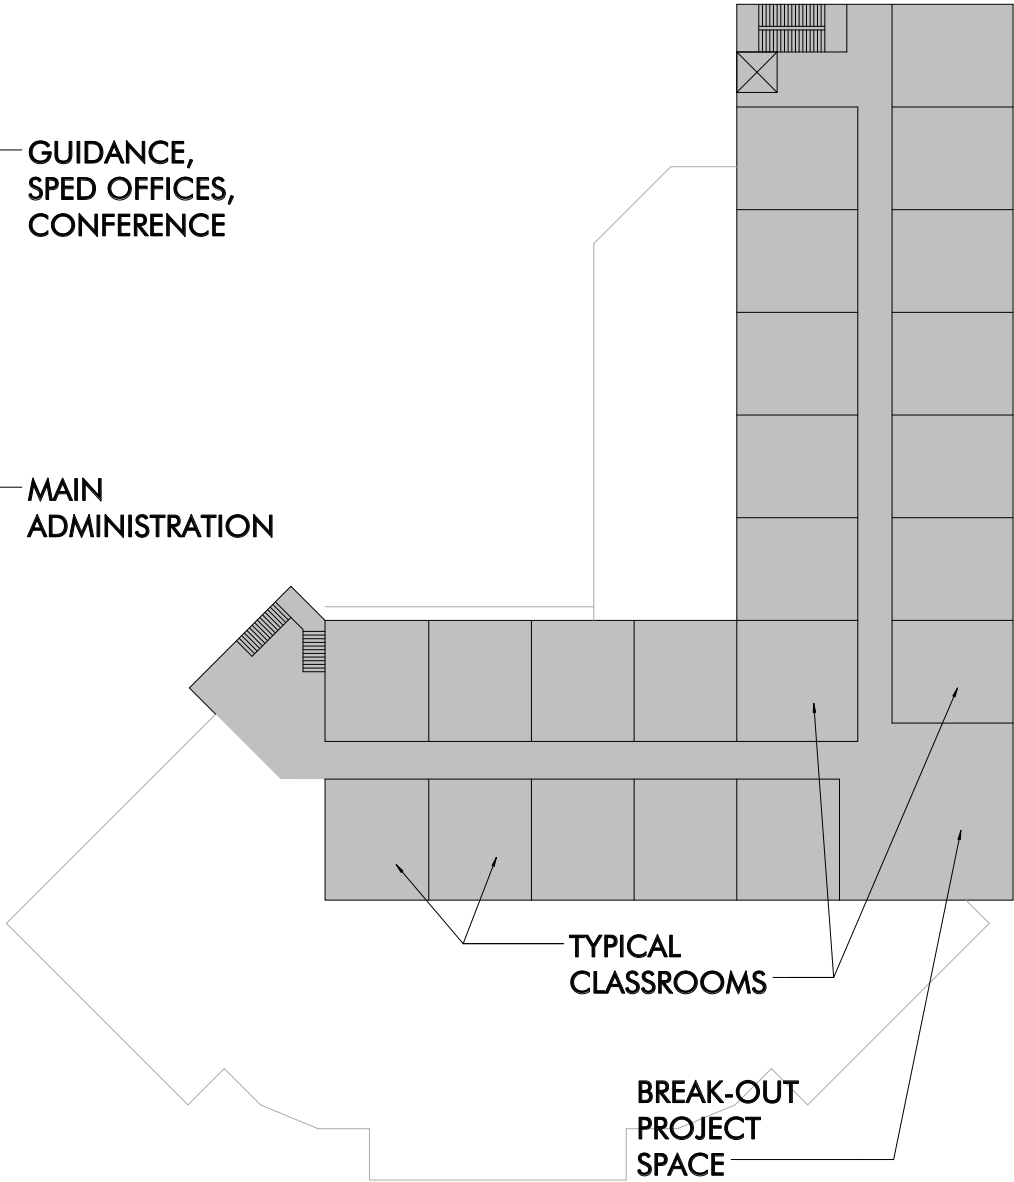 GUIDANCE,
SPED OFFICES,
CONFERENCE
MAIN
ADMINISTRATION
TYPICAL
CLASSROOMS
BREAK-OUT
PROJECT
SPACE